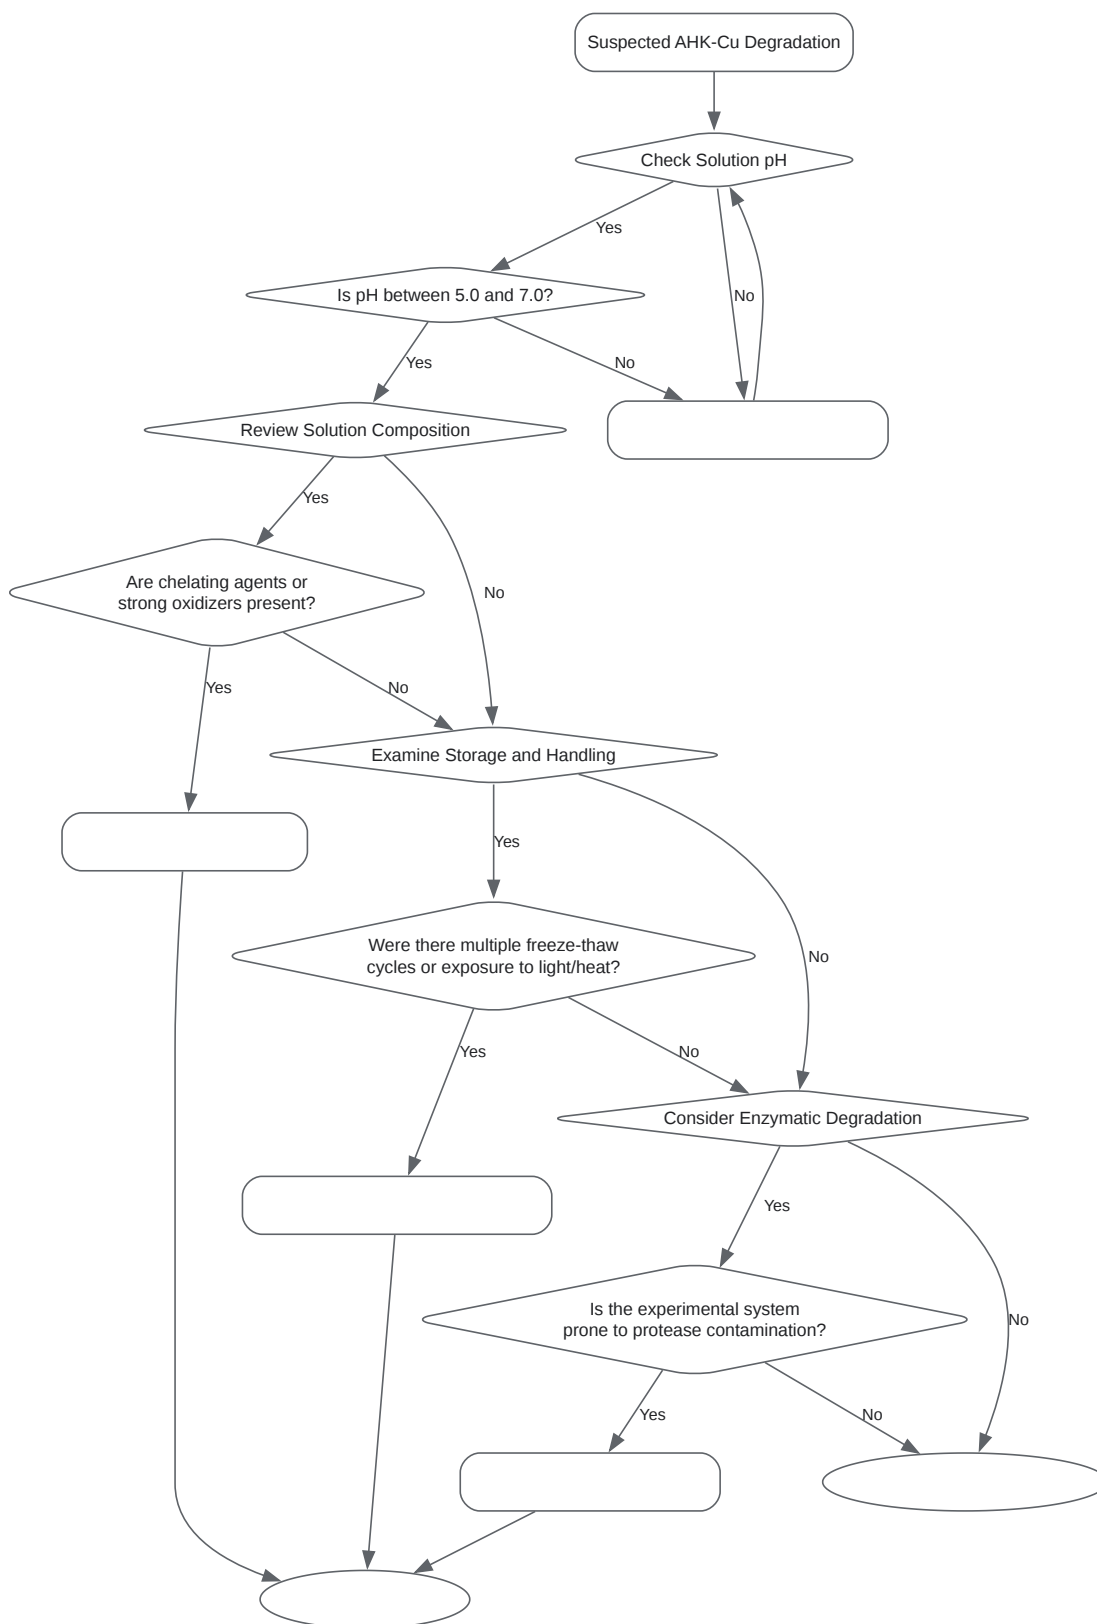 Suspected AHK-Cu Degradation
Check Solution pH
Yes
Is pH between 5.0 and 7.0?
No
Yes
No
Review Solution Composition
Yes
Are chelating agents or
strong oxidizers present?
No
Yes
No
Examine Storage and Handling
Yes
Were there multiple freeze-thaw
cycles or exposure to light/heat?
No
Yes
No
Consider Enzymatic Degradation
Yes
Is the experimental system
prone to protease contamination?
No
Yes
No